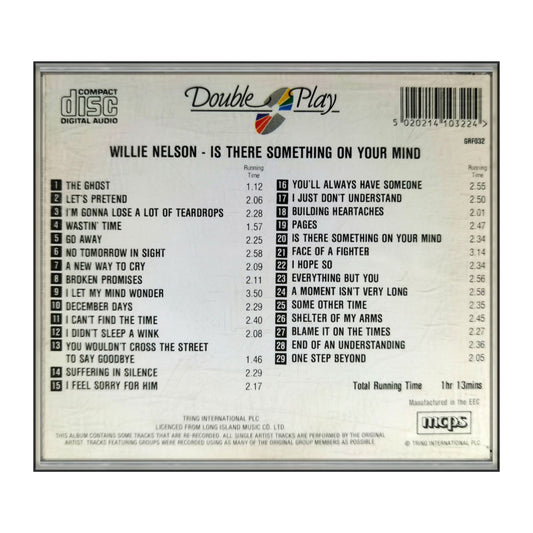 COMPACT
disc
DIGITAL AUDIO
Double Play
5 020214 103224 >
GRF032
WILLIE NELSON - IS THERE SOMETHING ON YOUR MIND
Running Time
1 THE GHOST 1.12
2 LET'S PRETEND 2.06
3 I'M GONNA LOSE A LOT OF TEARDROPS 2.28
4 WASTIN' TIME 1.57
5 GO AWAY 2.25
6 NO TOMORROW IN SIGHT 2.58
7 A NEW WAY TO CRY 2.09
8 BROKEN PROMISES 2.11
9 I LET MY MIND WONDER 3.50
10 DECEMBER DAYS 2.29
11 I CAN'T FIND THE TIME 2.40
12 I DIDN'T SLEEP A WINK 2.08
13 YOU WOULDN'T CROSS THE STREET
TO SAY GOODBYE 1.46
14 SUFFERING IN SILENCE 2.29
15 I FEEL SORRY FOR HIM 2.17
Running Time
16 YOU'LL ALWAYS HAVE SOMEONE 2.55
17 I JUST DON'T UNDERSTAND 2.50
18 BUILDING HEARTACHES 2.01
19 PAGES 2.47
20 IS THERE SOMETHING ON YOUR MIND 2.34
21 FACE OF A FIGHTER 3.14
22 I HOPE SO 2.34
23 EVERYTHING BUT YOU 2.56
24 A MOMENT ISN'T VERY LONG 2.58
25 SOME OTHER TIME 2.35
26 SHELTER OF MY ARMS 2.45
27 BLAME IT ON THE TIMES 2.27
28 END OF AN UNDERSTANDING 2.36
29 ONE STEP BEYOND 2.05
Total Running Time 1hr 13mins
Manufactured in the EEC
mcps
TRING INTERNATIONAL PLC
LICENCED FROM LONG ISLAND MUSIC CO. LTD.
THIS ALBUM CONTAINS SOME TRACKS THAT ARE RE-RECORDED. ALL SINGLE ARTIST TRACKS ARE PERFORMED BY THE ORIGINAL
ARTIST. TRACKS FEATURING GROUPS WERE RECORDED USING AS MANY OF THE ORIGINAL GROUP MEMBERS AS POSSIBLE.
© TRING INTERNATIONAL PLC